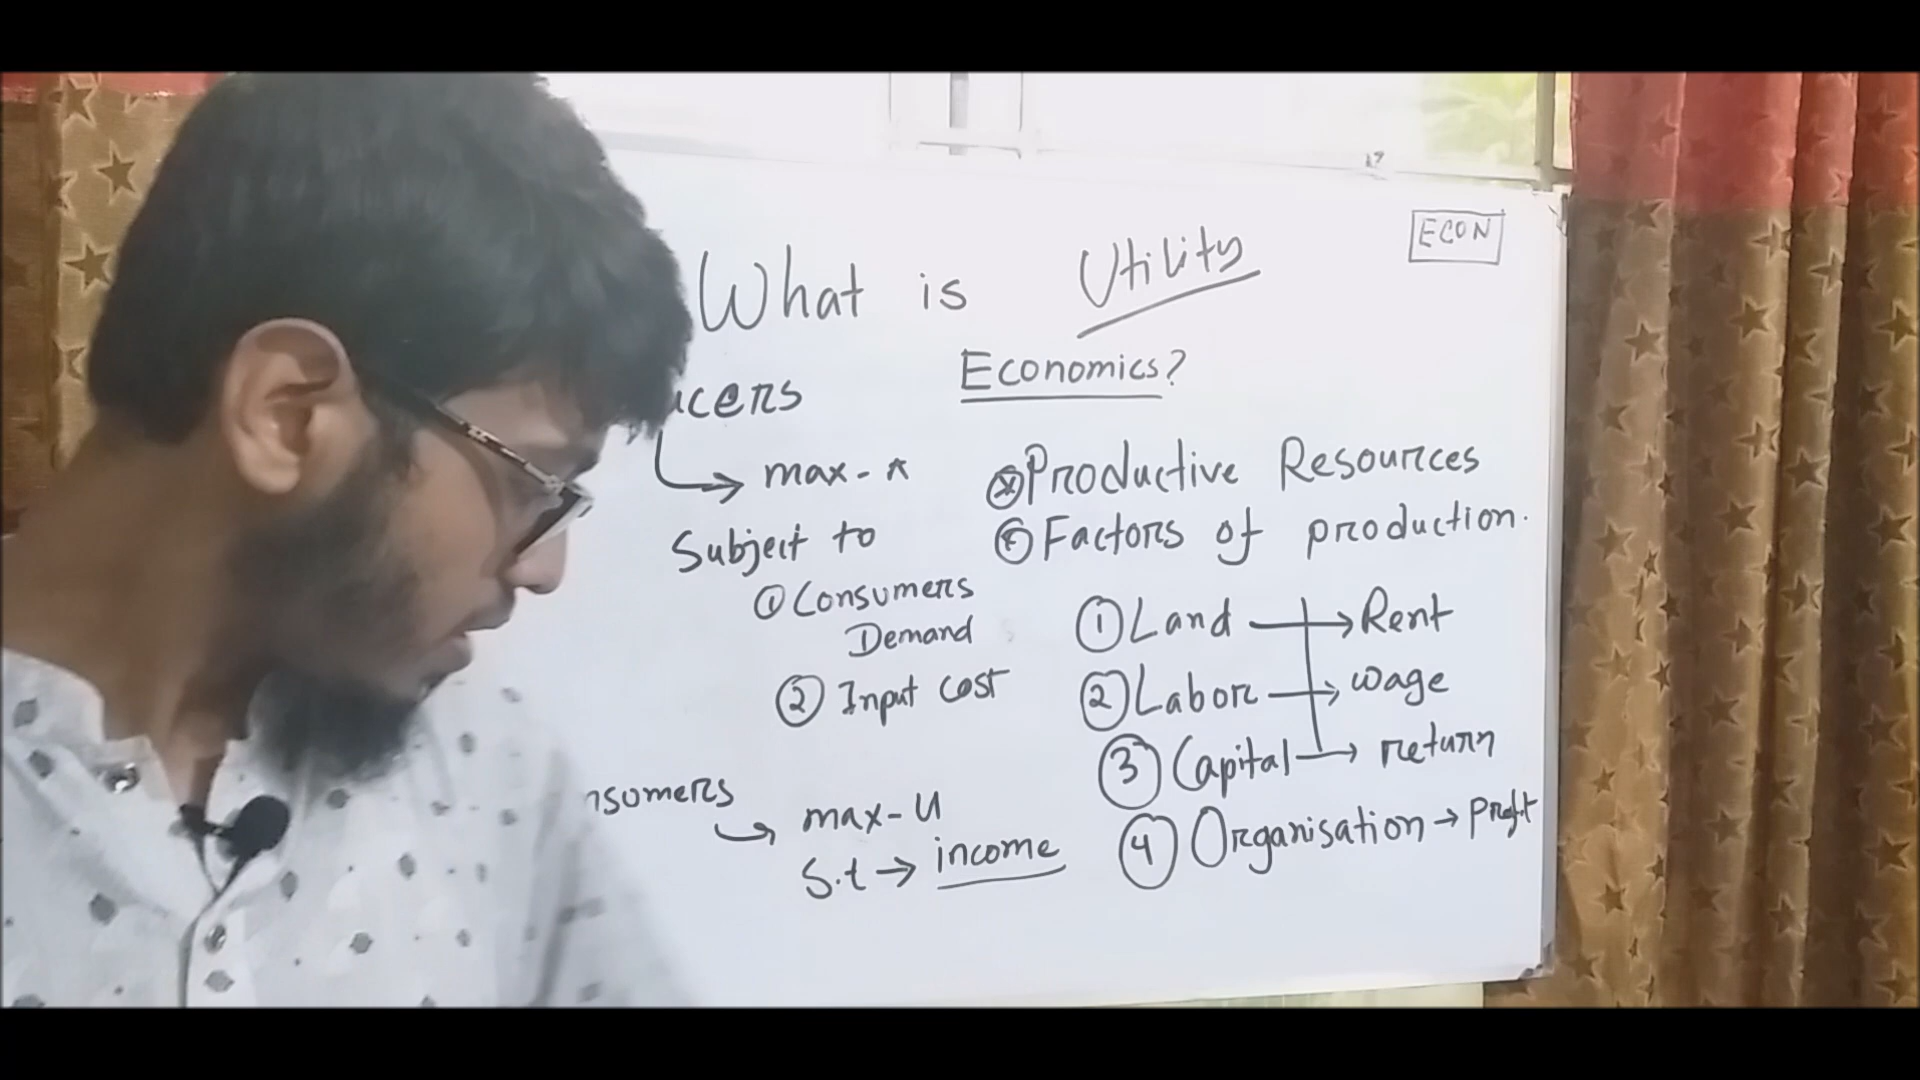 ECON
What is Utility
Economics?
ucers
max - π
Subject to
① Consumers
Demand
② Input cost
nsumers
max - U
S.t → income
Productive Resources
Factors of production.
① Land → Rent
② Labor → wage
③ Capital → return
④ Organisation → Profit